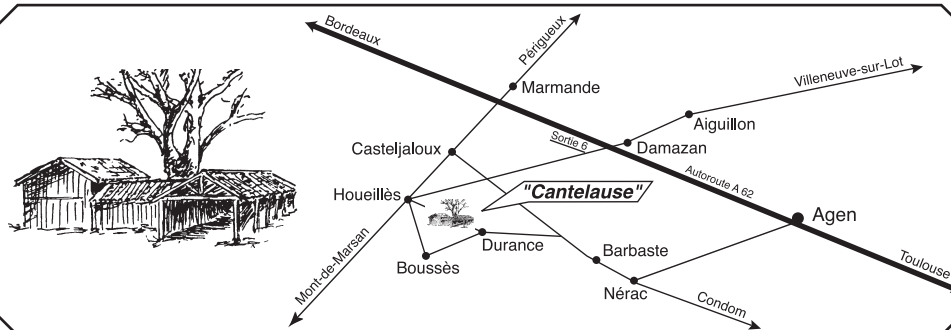 Bordeaux
Périgueux
Marmande
Villeneuve-sur-Lot
Aiguillon
Sortie 6
Damazan
Casteljaloux
Autoroute A 62
Houeillès
"Cantelause"
Agen
Durance
Barbaste
Boussès
Mont-de-Marsan
Nérac
Toulouse
Condom